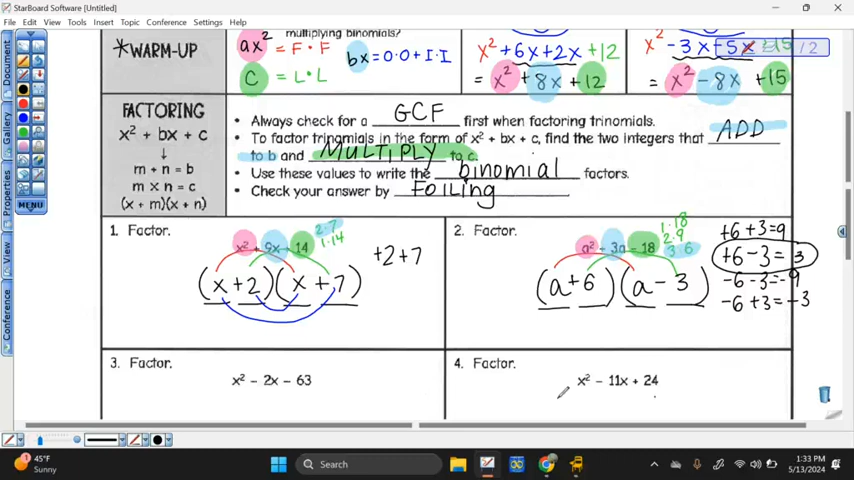 StarBoard Software [Untitled]
File Edit View Tools Insert Topic Conference Settings Help
Document
Gallery
Properties
Conference
MENU
*WARM-UP
multiplying binomials?
ax² = F • F
C = L • L
bx = O·O + I·I
x² +6x+2x +12
= x² +8x +12
x² -3x -5x
= x² -8x +15
/ 2
FACTORING
x² + bx + c
↓
m + n = b
m × n = c
(x + m)(x + n)
• Always check for a GCF first when factoring trinomials.
• To factor trinomials in the form of x² + bx + c, find the two integers that ADD
to b and MULTIPLY to c.
• Use these values to write the binomial factors.
• Check your answer by FOILing
1. Factor.
x² + 9x + 14
2·7
1·14
+2 +7
(x+2)(x+7)
2. Factor.
a² - 3a - 18
1·18
2·9
3·6
(a+6)(a-3)
+6 +3 = 9
+6 -3 = 3
-6 -3 = -9
-6 +3 = -3
3. Factor.
x² - 2x - 63
4. Factor.
x² - 11x + 24
45°F
Sunny
Search
1:33 PM
5/13/2024